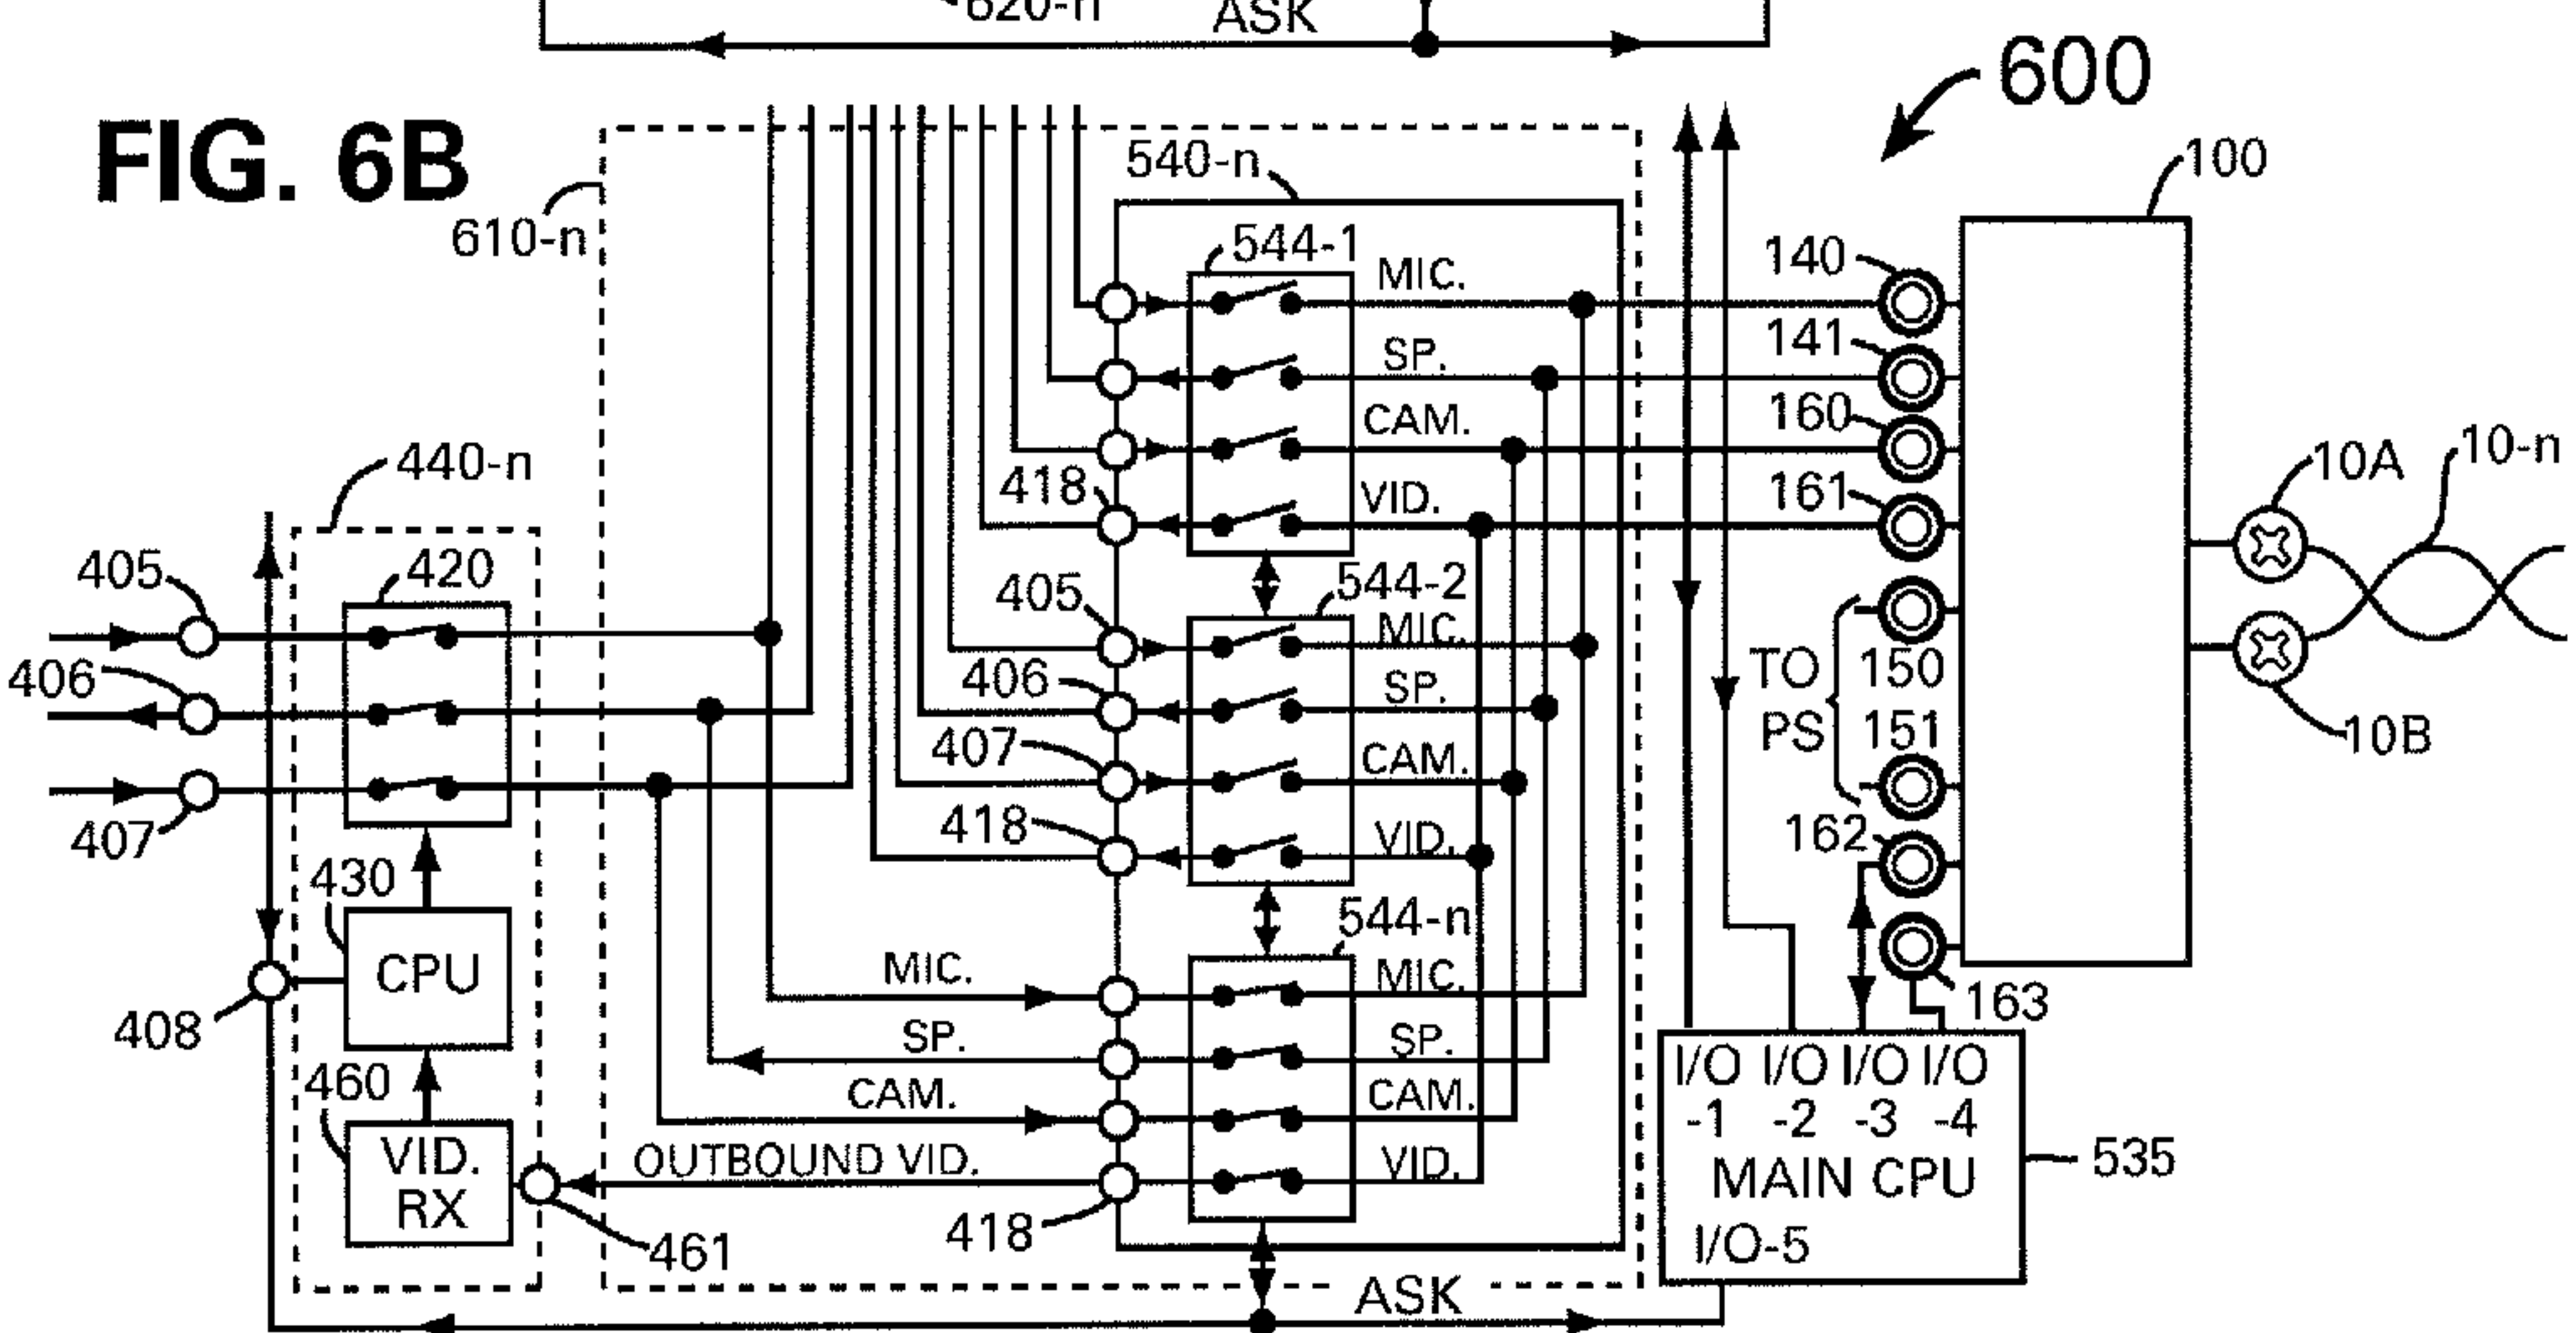 620-n
ASK
600
FIG. 6B
610-n
540-n
100
544-1
MIC.
140
SP.
141
CAM.
160
418
VID.
161
10A
10-n
440-n
405
420
405
544-2
MIC.
406
406
SP.
TO
PS
150
151
407
CAM.
10B
407
418
VID.
162
430
CPU
544-n
MIC.
MIC.
163
408
SP.
SP.
I/O I/O I/O I/O
-1 -2 -3 -4
MAIN CPU
I/O-5
535
460
CAM.
CAM.
VID.
RX
OUTBOUND VID.
VID.
461
418
ASK